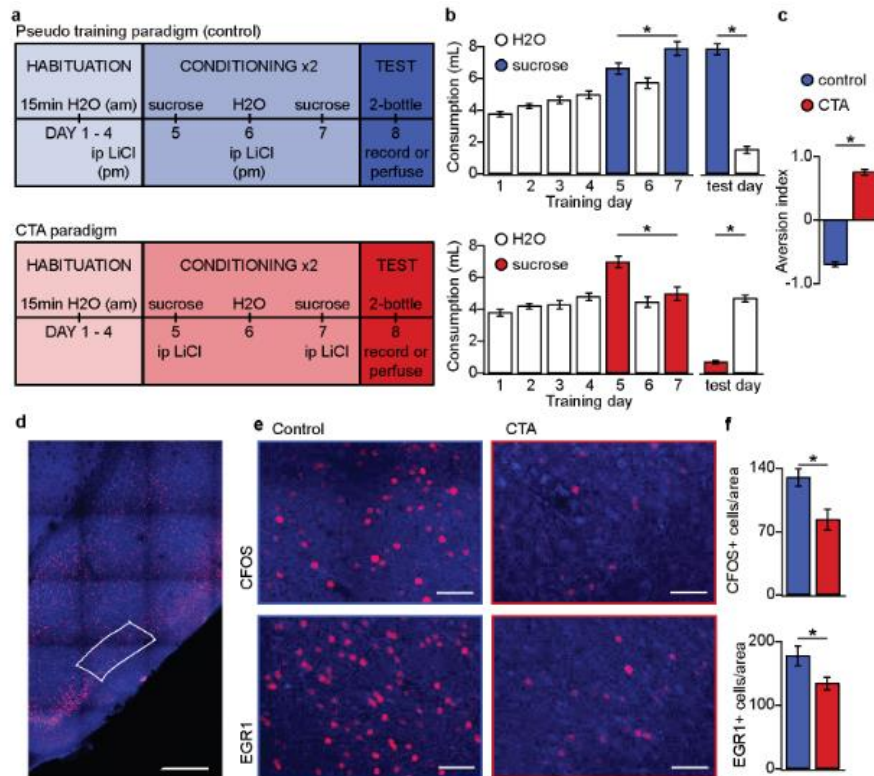 a
Pseudo training paradigm (control)
HABITUATION
CONDITIONING x2
TEST
15min H2O (am)
sucrose
H2O
sucrose
2-bottle
DAY 1 - 4
5
6
7
8
ip LiCl
(pm)
ip LiCl
(pm)
record or
perfuse
CTA paradigm
HABITUATION
CONDITIONING x2
TEST
15min H2O (am)
sucrose
H2O
sucrose
2-bottle
DAY 1 - 4
5
6
7
8
ip LiCl
ip LiCl
record or
perfuse
b
Consumption (mL)
8
6
4
2
0
H2O
sucrose
*
*
1 2 3 4 5 6 7
test day
Training day
Consumption (mL)
8
6
4
2
0
H2O
sucrose
*
*
1 2 3 4 5 6 7
test day
Training day
c
control
CTA
*
Aversion index
1.0
0
-1.0
d
e
Control
CTA
CFOS
EGR1
f
CFOS+ cells/area
140
70
0
*
EGR1+ cells/area
200
100
0
*